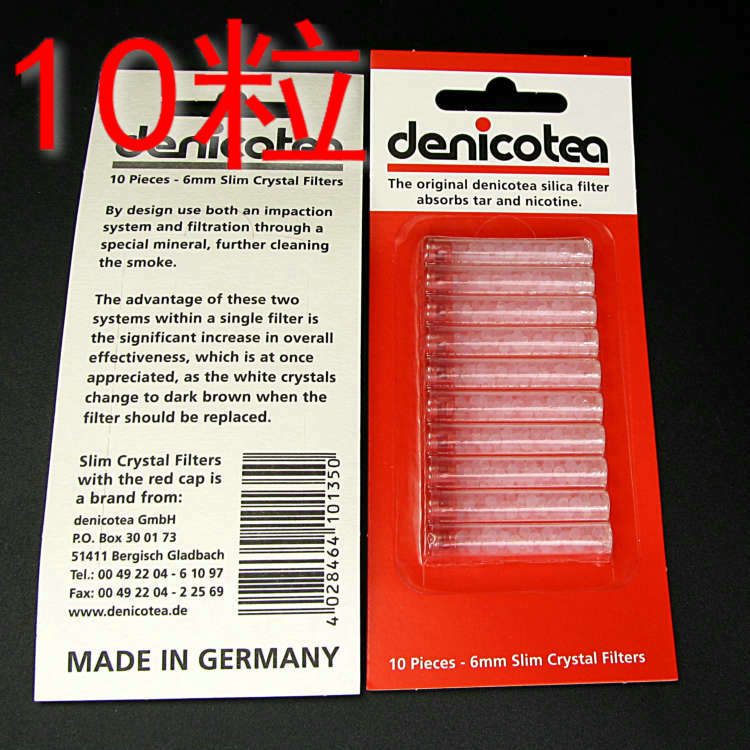 10粒
denicotea
10 Pieces - 6mm Slim Crystal Filters
By design use both an impaction
system and filtration through a
special mineral, further cleaning
the smoke.
The advantage of these two
systems within a single filter is
the significant increase in overall
effectiveness, which is at once
appreciated, as the white crystals
change to dark brown when the
filter should be replaced.
Slim Crystal Filters
with the red cap is
a brand from:
denicotea GmbH
P.O. Box 30 01 73
51411 Bergisch Gladbach
Tel.: 00 49 22 04 - 6 10 97
Fax: 00 49 22 04 - 2 25 69
www.denicotea.de
4 028464 101350
MADE IN GERMANY
denicotea
The original denicotea silica filter
absorbs tar and nicotine.
10 Pieces - 6mm Slim Crystal Filters